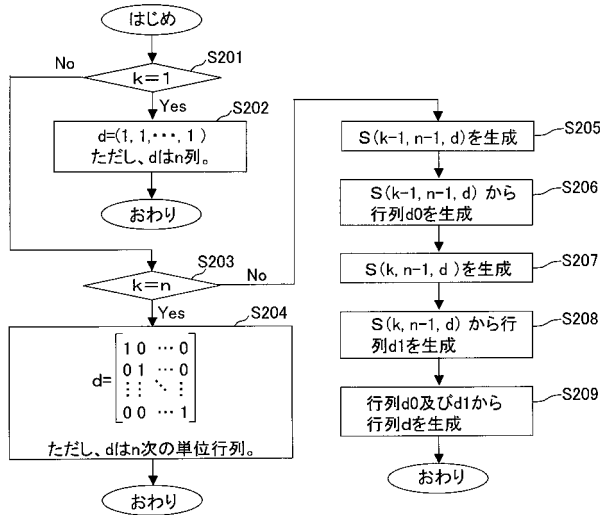 はじめ
S201
No
k=1
Yes
S202
d=(1, 1,･･･, 1 )
ただし、dはn列。
おわり
S203
No
k=n
Yes
S204
d=
1 0 ⋯ 0
0 1 ⋯ 0
⋮ ⋮ ⋱ ⋮
0 0 ⋯ 1
ただし、dはn次の単位行列。
おわり
S205
S(k-1, n-1, d)を生成
S206
S(k-1, n-1, d) から
行列d0を生成
S207
S(k, n-1, d )を生成
S208
S(k, n-1, d) から行
列d1を生成
S209
行列d0及びd1から
行列dを生成
おわり